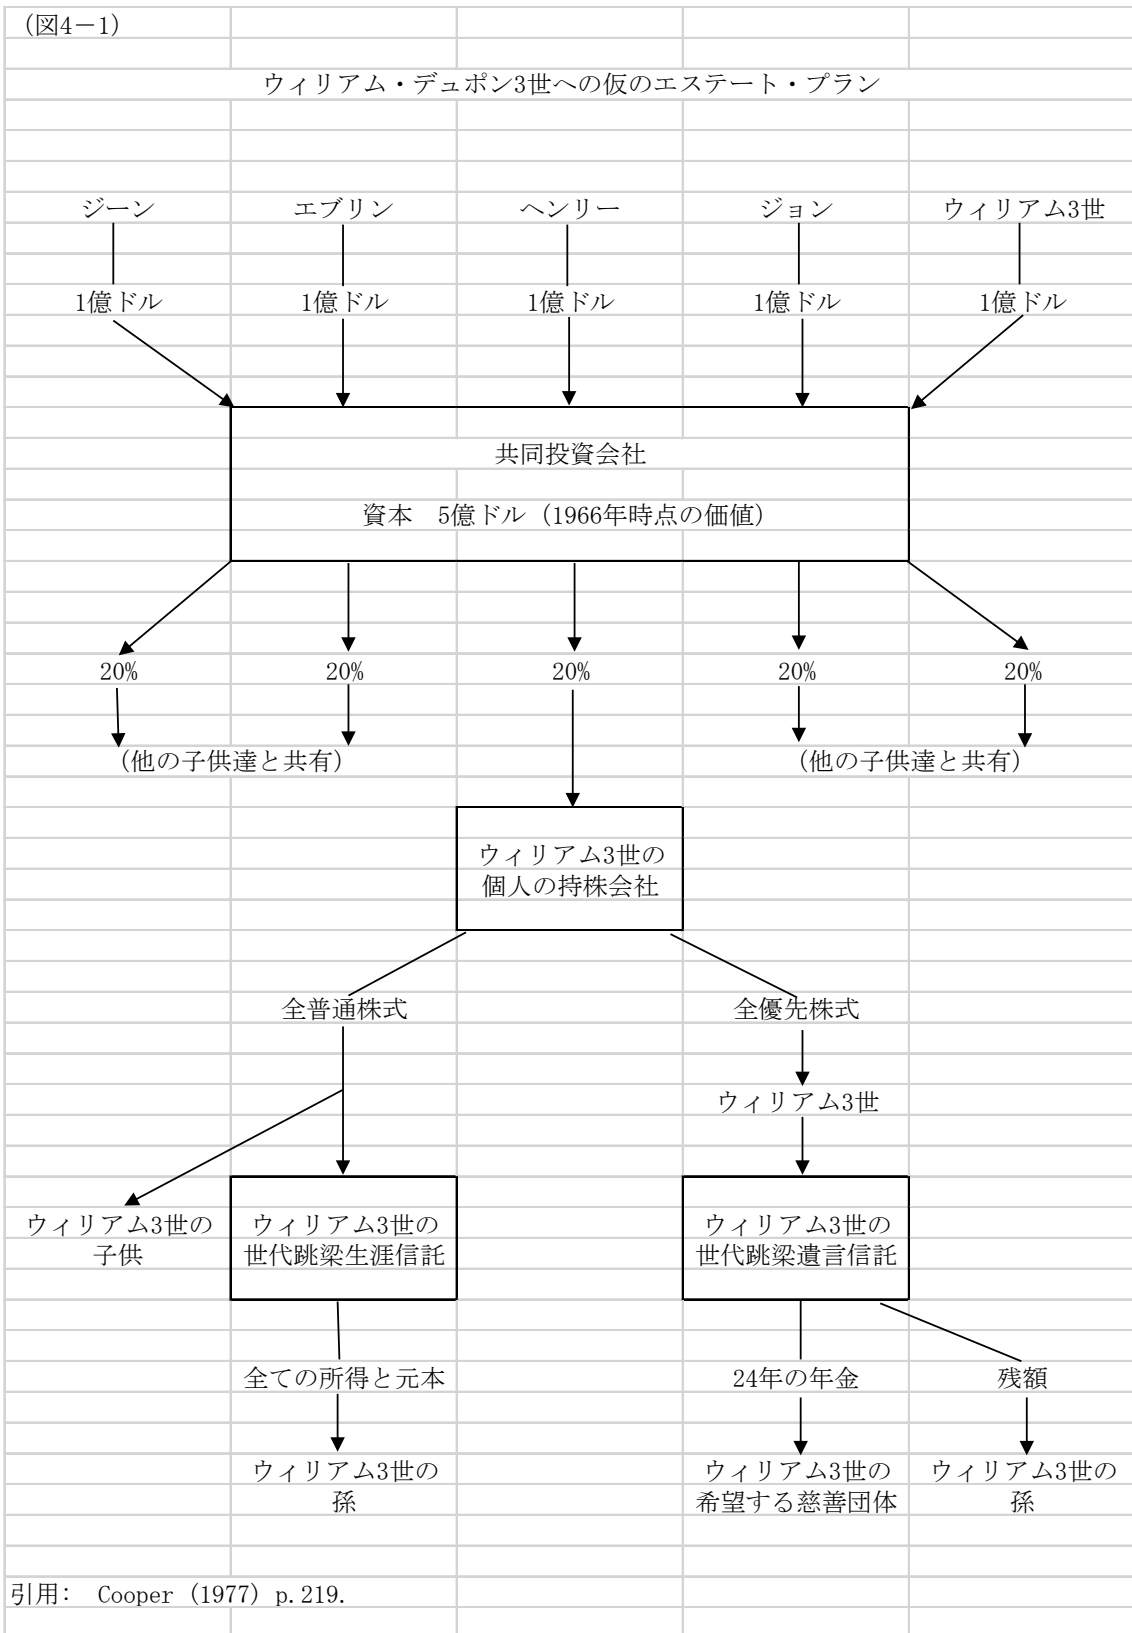 （図4－1）
ウィリアム・デュポン3世への仮のエステート・プラン
ジーン　エブリン　ヘンリー　ジョン　ウィリアム3世
1億ドル　1億ドル　1億ドル　1億ドル　1億ドル
共同投資会社
資本　5億ドル（1966年時点の価値）
20%　20%　20%　20%　20%
（他の子供達と共有）　（他の子供達と共有）
ウィリアム3世の
個人の持株会社
全普通株式　全優先株式
ウィリアム3世
ウィリアム3世の
子供
ウィリアム3世の
世代跳梁生涯信託
ウィリアム3世の
世代跳梁遺言信託
全ての所得と元本　24年の年金　残額
ウィリアム3世の
孫
ウィリアム3世の
希望する慈善団体
ウィリアム3世の
孫
引用: Cooper (1977) p.219.